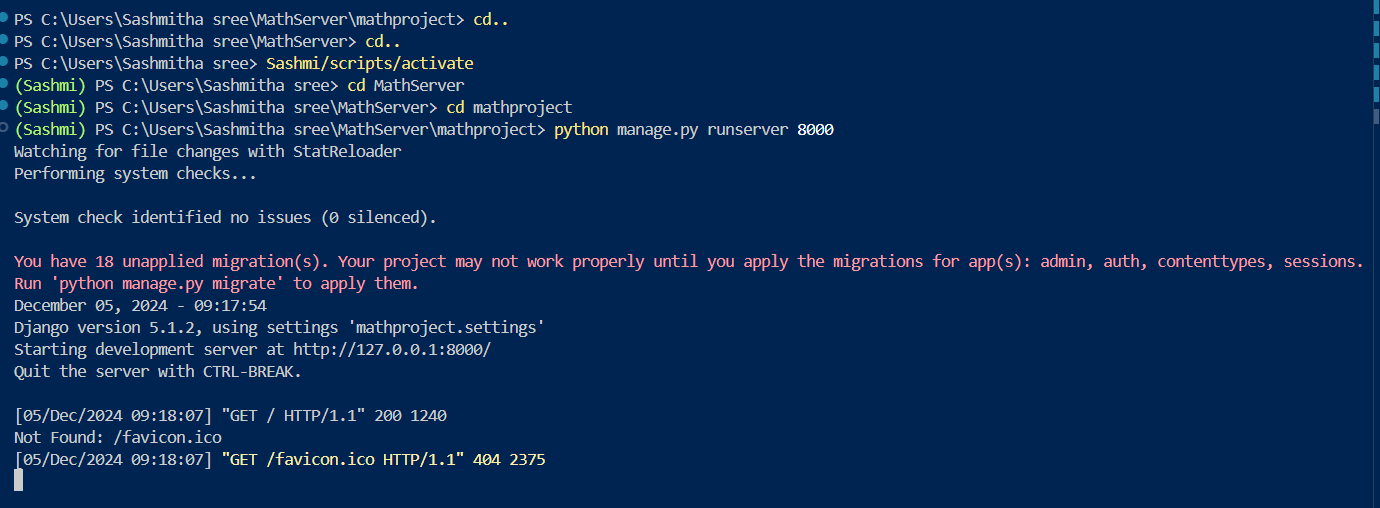 PS C:\Users\Sashmitha sree\MathServer\mathproject> cd..
PS C:\Users\Sashmitha sree\MathServer> cd..
PS C:\Users\Sashmitha sree> Sashmi/scripts/activate
(Sashmi) PS C:\Users\Sashmitha sree> cd MathServer
(Sashmi) PS C:\Users\Sashmitha sree\MathServer> cd mathproject
(Sashmi) PS C:\Users\Sashmitha sree\MathServer\mathproject> python manage.py runserver 8000
Watching for file changes with StatReloader
Performing system checks...
System check identified no issues (0 silenced).
You have 18 unapplied migration(s). Your project may not work properly until you apply the migrations for app(s): admin, auth, contenttypes, sessions.
Run 'python manage.py migrate' to apply them.
December 05, 2024 - 09:17:54
Django version 5.1.2, using settings 'mathproject.settings'
Starting development server at http://127.0.0.1:8000/
Quit the server with CTRL-BREAK.
[05/Dec/2024 09:18:07] "GET / HTTP/1.1" 200 1240
Not Found: /favicon.ico
[05/Dec/2024 09:18:07] "GET /favicon.ico HTTP/1.1" 404 2375